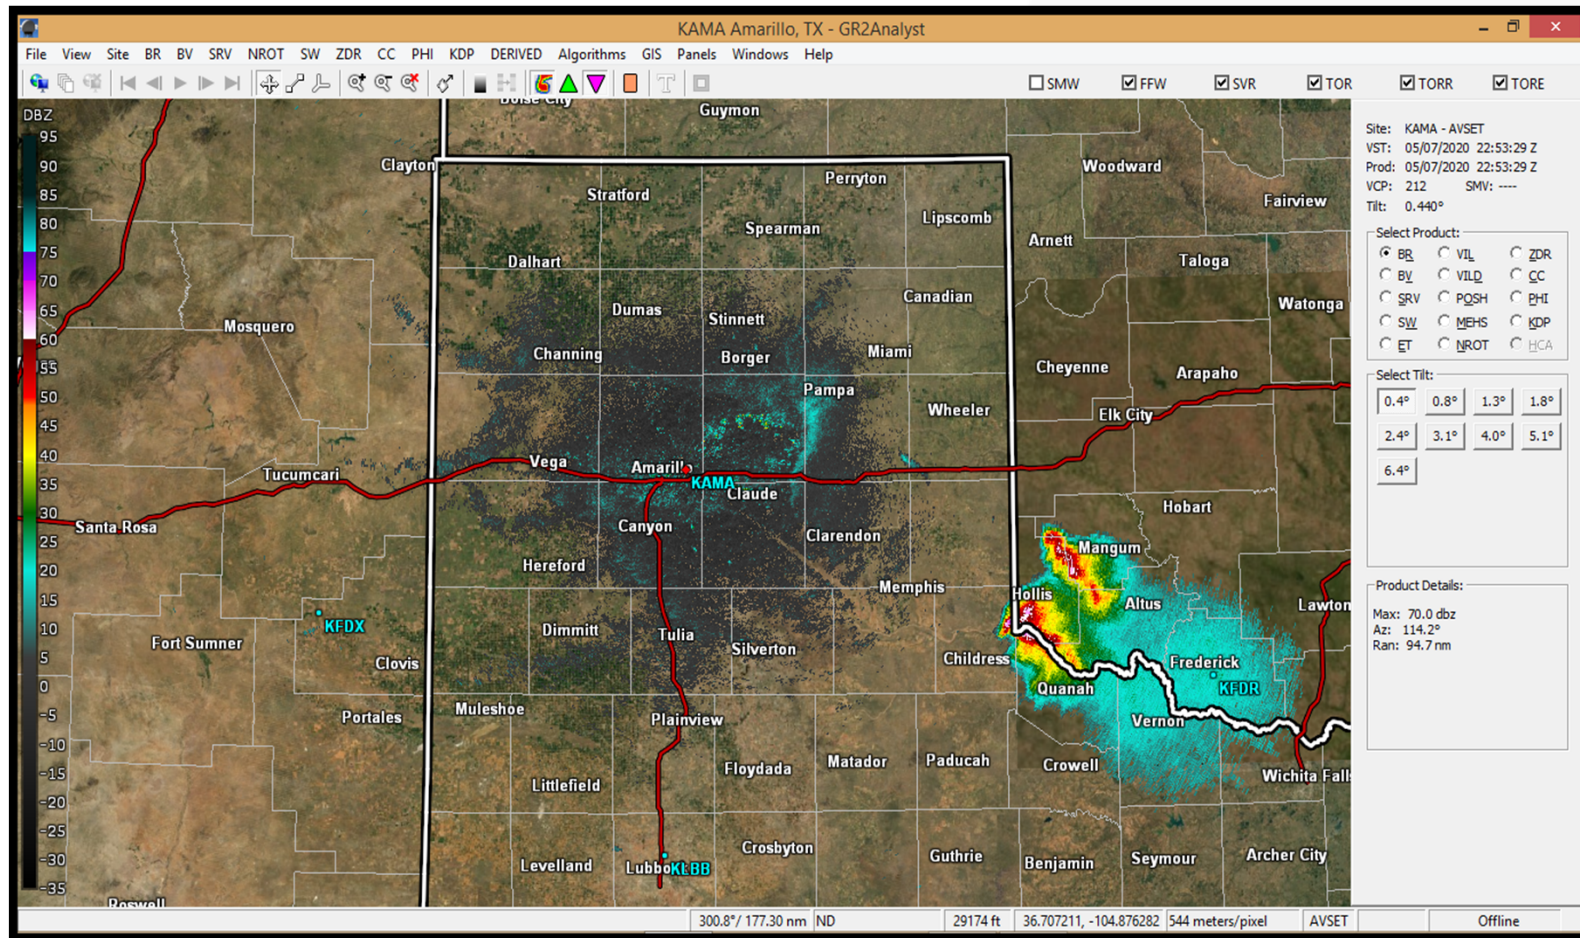 KAMA Amarillo, TX - GR2Analyst
File View Site BR BV SRV NROT SW ZDR CC PHI KDP DERIVED Algorithms GIS Panels Windows Help
SMW FFW SVR TOR TORR TORE
DBZ
95
90
85
80
75
70
65
60
55
50
45
40
35
30
25
20
15
10
5
0
-5
-10
-15
-20
-25
-30
-35
Boise City
Guymon
Clayton
Woodward
Stratford
Perryton
Fairview
Spearman
Lipscomb
Arnett
Dalhart
Taloga
Dumas
Stinnett
Canadian
Watonga
Mosquero
Channing
Borger
Miami
Cheyenne
Arapaho
Pampa
Wheeler
Elk City
Tucumcari
Vega
Amarillo
KAMA
Claude
Santa Rosa
Canyon
Clarendon
Hobart
Mangum
Hereford
Memphis
Hollis
Altus
Lawton
KFDX
Fort Sumner
Dimmitt
Tulia
Silverton
Clovis
Childress
Frederick
KFDR
Quanah
Portales
Muleshoe
Plainview
Vernon
Littlefield
Floydada
Matador
Paducah
Crowell
Wichita Fall
Levelland
Lubbo
KLBB
Crosbyton
Guthrie
Benjamin
Seymour
Archer City
Roswell
Site: KAMA - AVSET
VST: 05/07/2020 22:53:29 Z
Prod: 05/07/2020 22:53:29 Z
VCP: 212 SMV: ----
Tilt: 0.440°
Select Product:
BR VIL ZDR
BV VILD CC
SRV POSH PHI
SW MEHS KDP
ET NROT HCA
Select Tilt:
0.4° 0.8° 1.3° 1.8°
2.4° 3.1° 4.0° 5.1°
6.4°
Product Details:
Max: 70.0 dbz
Az: 114.2°
Ran: 94.7 nm
300.8°/ 177.30 nm ND 29174 ft 36.707211, -104.876282 544 meters/pixel AVSET Offline